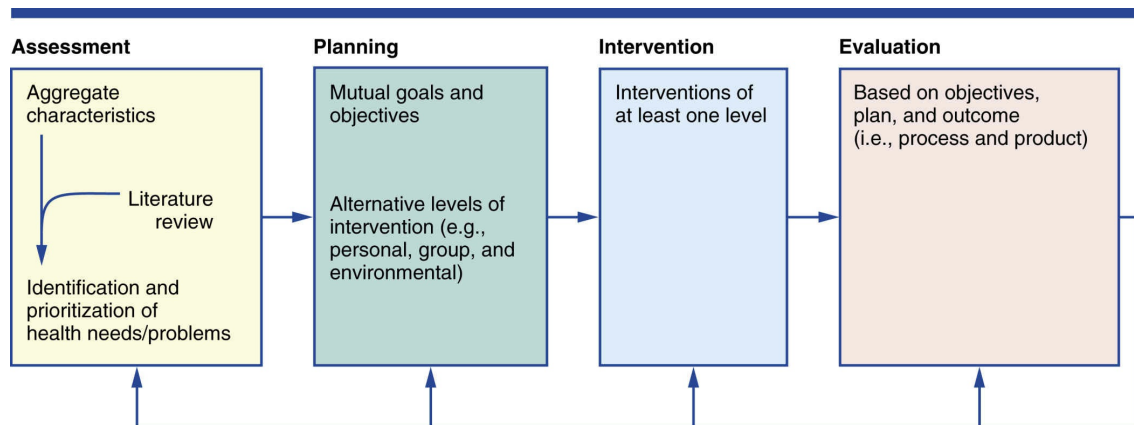 Assessment
Aggregate
characteristics
Literature
review
Identification and
prioritization of
health needs/problems
Planning
Mutual goals and
objectives
Alternative levels of
intervention (e.g.,
personal, group, and
environmental)
Intervention
Interventions of
at least one level
Evaluation
Based on objectives,
plan, and outcome
(i.e., process and product)